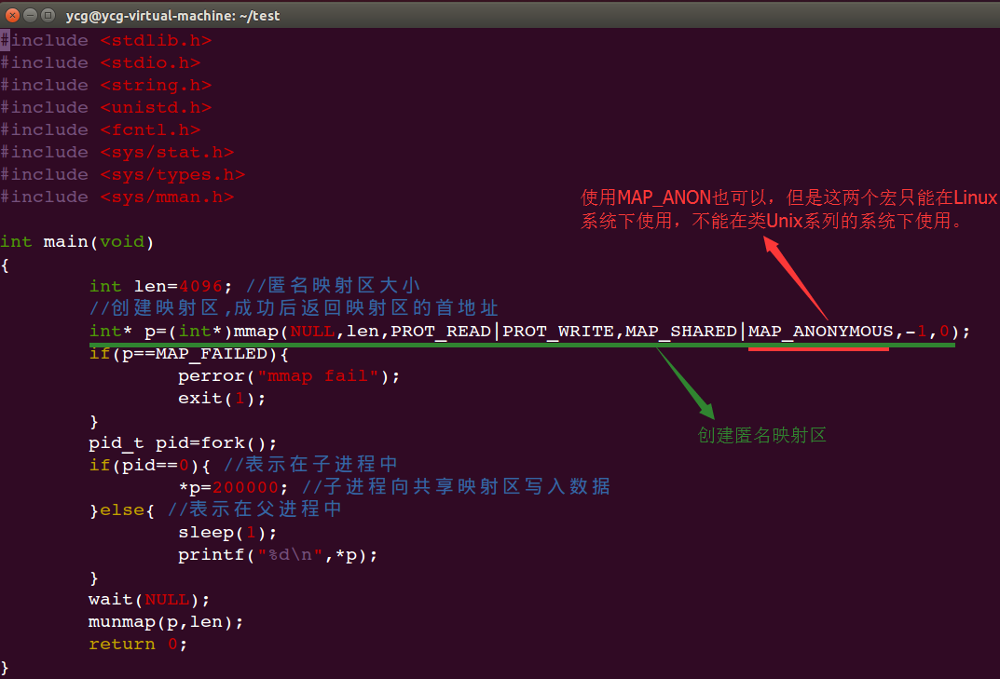 ycg@ycg-virtual-machine: ~/test
#include <stdlib.h>
#include <stdio.h>
#include <string.h>
#include <unistd.h>
#include <fcntl.h>
#include <sys/stat.h>
#include <sys/types.h>
#include <sys/mman.h>
使用MAP_ANON也可以，但是这两个宏只能在Linux
系统下使用，不能在类Unix系列的系统下使用。
int main(void)
{
int len=4096; //匿名映射区大小
//创建映射区,成功后返回映射区的首地址
int* p=(int*)mmap(NULL,len,PROT_READ|PROT_WRITE,MAP_SHARED|MAP_ANONYMOUS,-1,0);
if(p==MAP_FAILED){
perror("mmap fail");
exit(1);
}
创建匿名映射区
pid_t pid=fork();
if(pid==0){ //表示在子进程中
*p=200000; //子进程向共享映射区写入数据
}else{ //表示在父进程中
sleep(1);
printf("%d\n",*p);
}
wait(NULL);
munmap(p,len);
return 0;
}